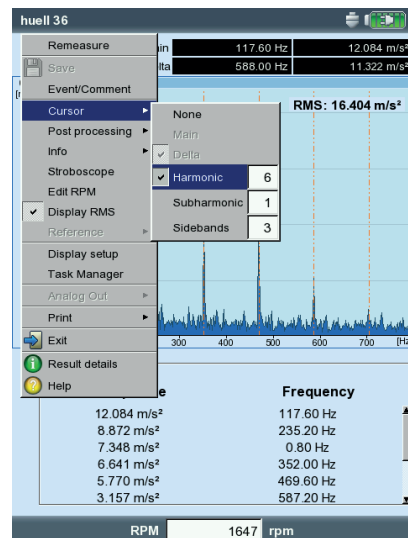 huell 36
Remeasure
Save
Event/Comment
Cursor
Post processing
Info
Stroboscope
Edit RPM
Display RMS
Reference
Display setup
Task Manager
Analog Out
Print
Exit
Result details
Help
117.60 Hz 12.084 m/s²
588.00 Hz 11.322 m/s²
RMS: 16.404 m/s²
None
Main
Delta
Harmonic 6
Subharmonic 1
Sidebands 3
300 400 500 600 700 [Hz
Frequency
12.084 m/s² 117.60 Hz
8.872 m/s² 235.20 Hz
7.348 m/s² 0.80 Hz
6.641 m/s² 352.00 Hz
5.770 m/s² 469.60 Hz
3.157 m/s² 587.20 Hz
RPM 1647 rpm